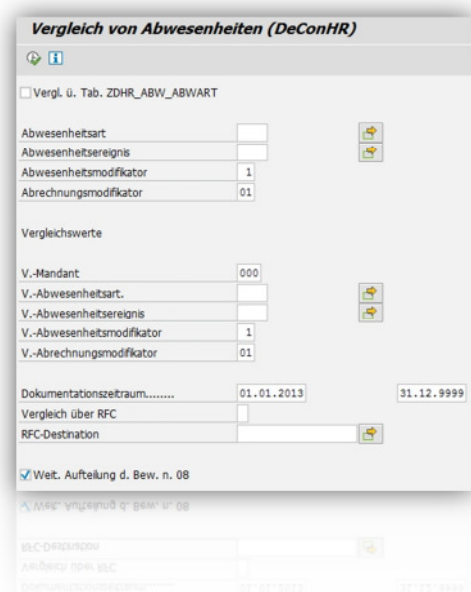 Vergleich von Abwesenheiten (DeConHR)
Vergl. ü. Tab. ZDHR_ABW_ABWART
Abwesenheitsart
Abwesenheitsereignis
Abwesenheitsmodifikator 1
Abrechnungsmodifikator 01
Vergleichswerte
V.-Mandant 000
V.-Abwesenheitsart.
V.-Abwesenheitsereignis
V.-Abwesenheitsmodifikator 1
V.-Abrechnungsmodifikator 01
Dokumentationszeitraum........ 01.01.2013 31.12.9999
Vergleich über RFC
RFC-Destination
Weit. Aufteilung d. Bew. n. 08